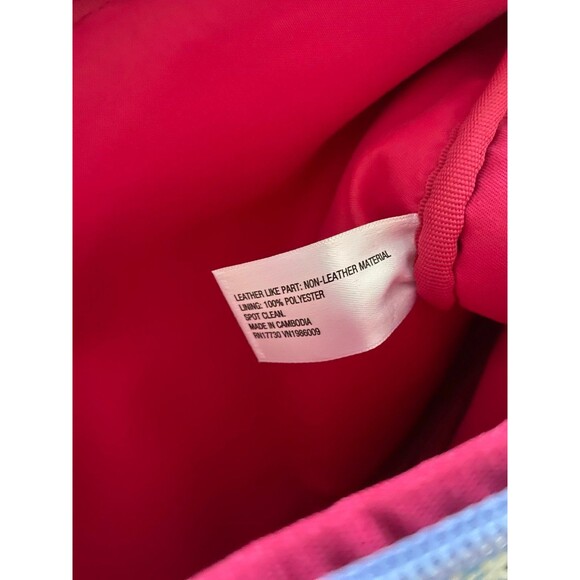 LEATHER LIKE PART: NON-LEATHER MATERIAL
LINING: 100% POLYESTER
SPOT CLEAN.
MADE IN CAMBODIA
RN17730 VN1986009